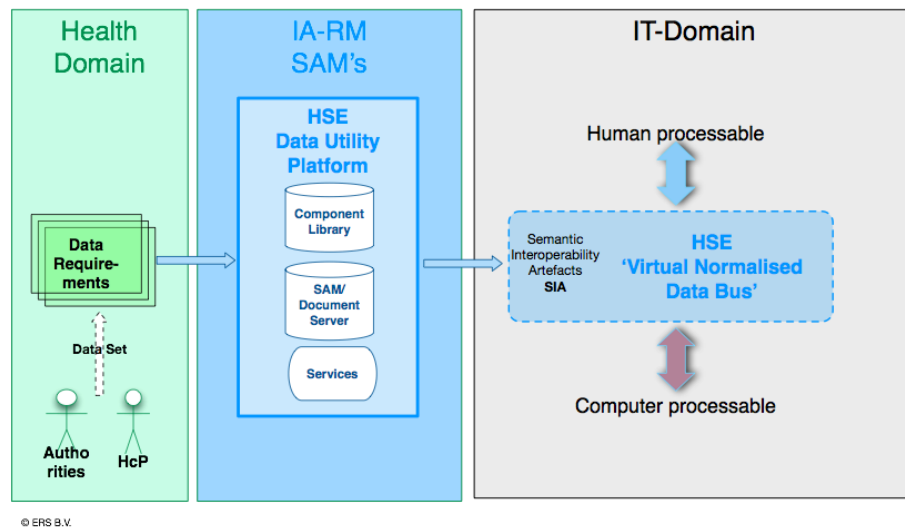 Health
Domain
Data
Require-
ments
Data Set
Autho
rities
HcP
IA-RM
SAM's
HSE
Data Utility
Platform
Component
Library
SAM/
Document
Server
Services
IT-Domain
Human processable
Semantic
Interoperability
Artefacts
SIA
HSE
‘Virtual Normalised
Data Bus’
Computer processable
© ERS B.V.